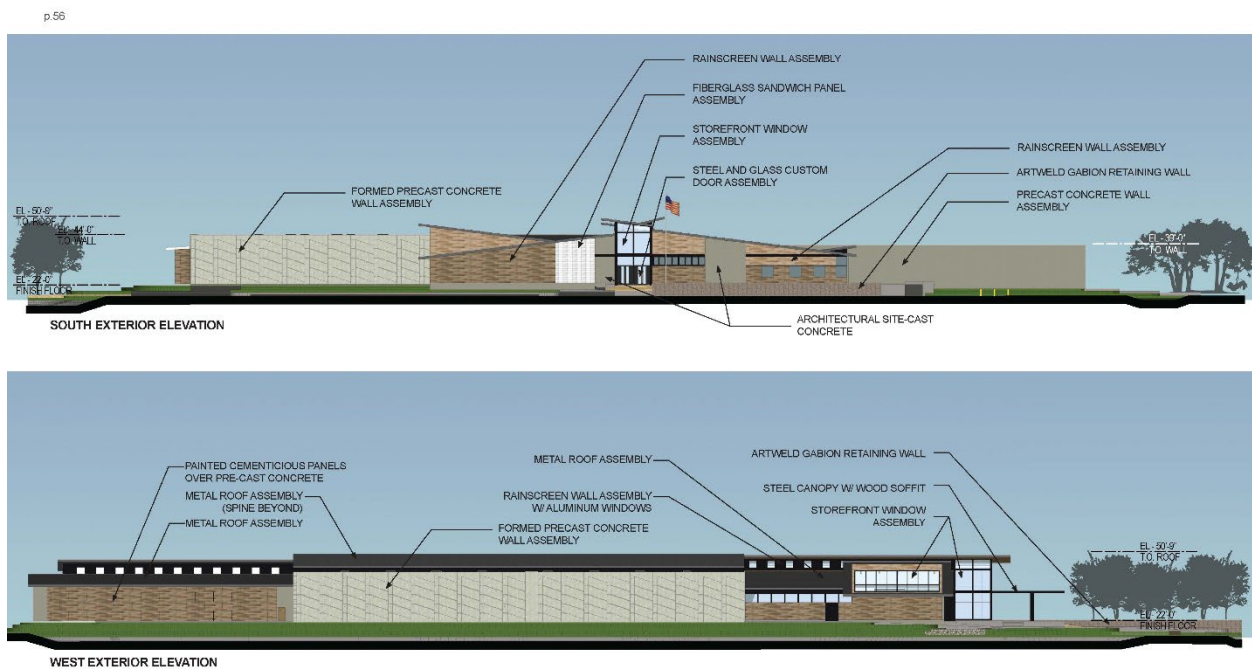 p.56
RAINSCREEN WALL ASSEMBLY
FIBERGLASS SANDWICH PANEL
ASSEMBLY
STOREFRONT WINDOW
ASSEMBLY
STEEL AND GLASS CUSTOM
DOOR ASSEMBLY
RAINSCREEN WALL ASSEMBLY
ARTWELD GABION RETAINING WALL
PRECAST CONCRETE WALL
ASSEMBLY
FORMED PRECAST CONCRETE
WALL ASSEMBLY
EL - 50'-8"
T.O. ROOF
EL - 44'-0"
T.O. WALL
EL - 22'-0"
FINISH FLOOR
EL - 39'-0"
T.O. WALL
ARCHITECTURAL SITE-CAST
CONCRETE
SOUTH EXTERIOR ELEVATION
PAINTED CEMENTICIOUS PANELS
OVER PRE-CAST CONCRETE
METAL ROOF ASSEMBLY
(SPINE BEYOND)
METAL ROOF ASSEMBLY
METAL ROOF ASSEMBLY
RAINSCREEN WALL ASSEMBLY
W/ ALUMINUM WINDOWS
FORMED PRECAST CONCRETE
WALL ASSEMBLY
ARTWELD GABION RETAINING WALL
STEEL CANOPY W/ WOOD SOFFIT
STOREFRONT WINDOW
ASSEMBLY
EL - 50'-9"
T.O. ROOF
EL - 22'-0"
FINISH FLOOR
WEST EXTERIOR ELEVATION